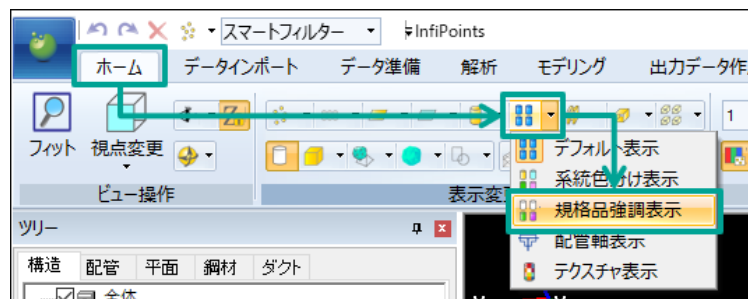 スマートフィルター InfiPoints
ホーム データインポート データ準備 解析 モデリング 出力データ作
1
フィット 視点変更
ビュー操作 表示変
デフォルト表示
系統色分け表示
規格品強調表示
配管軸表示
テクスチャ表示
ツリー
構造 配管 平面 鋼材 ダクト
全体